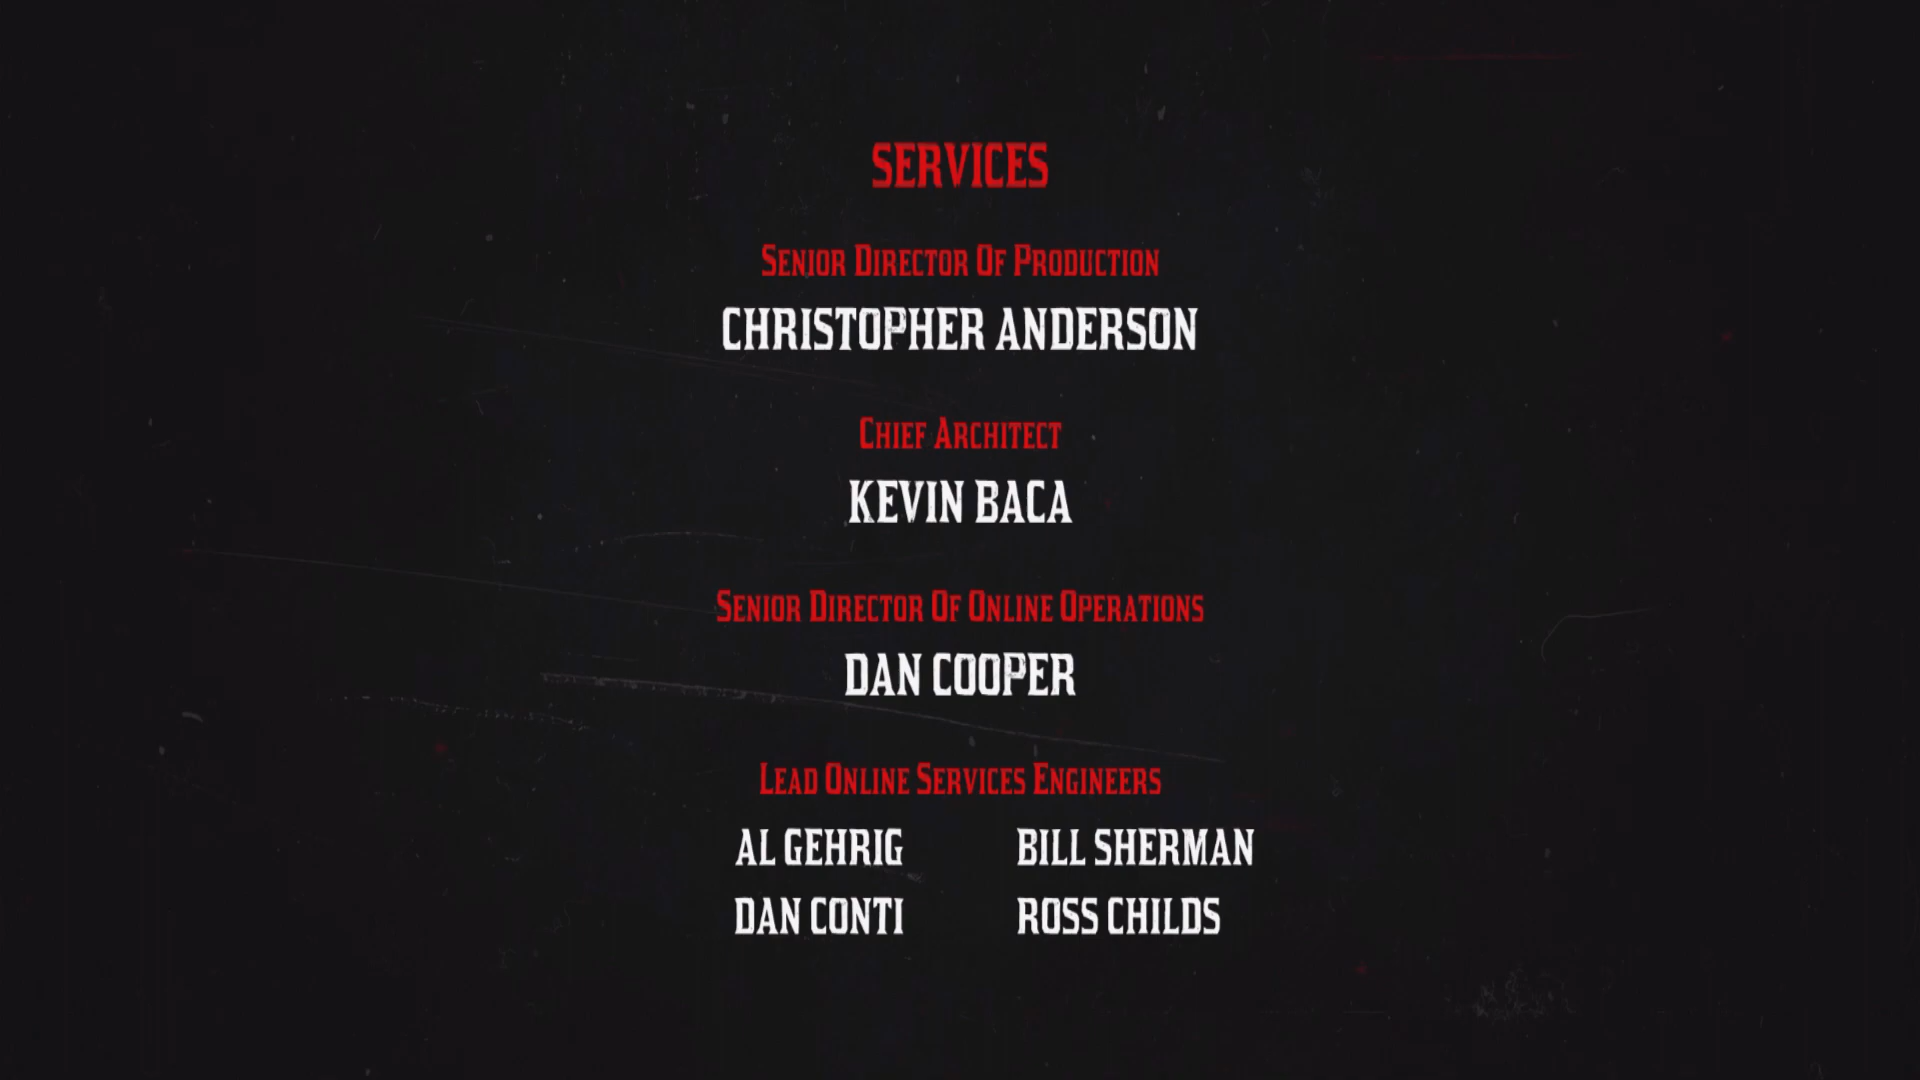 SERVICES
SENIOR DIRECTOR OF PRODUCTION
CHRISTOPHER ANDERSON
CHIEF ARCHITECT
KEVIN BACA
SENIOR DIRECTOR OF ONLINE OPERATIONS
DAN COOPER
LEAD ONLINE SERVICES ENGINEERS
AL GEHRIG BILL SHERMAN
DAN CONTI ROSS CHILDS